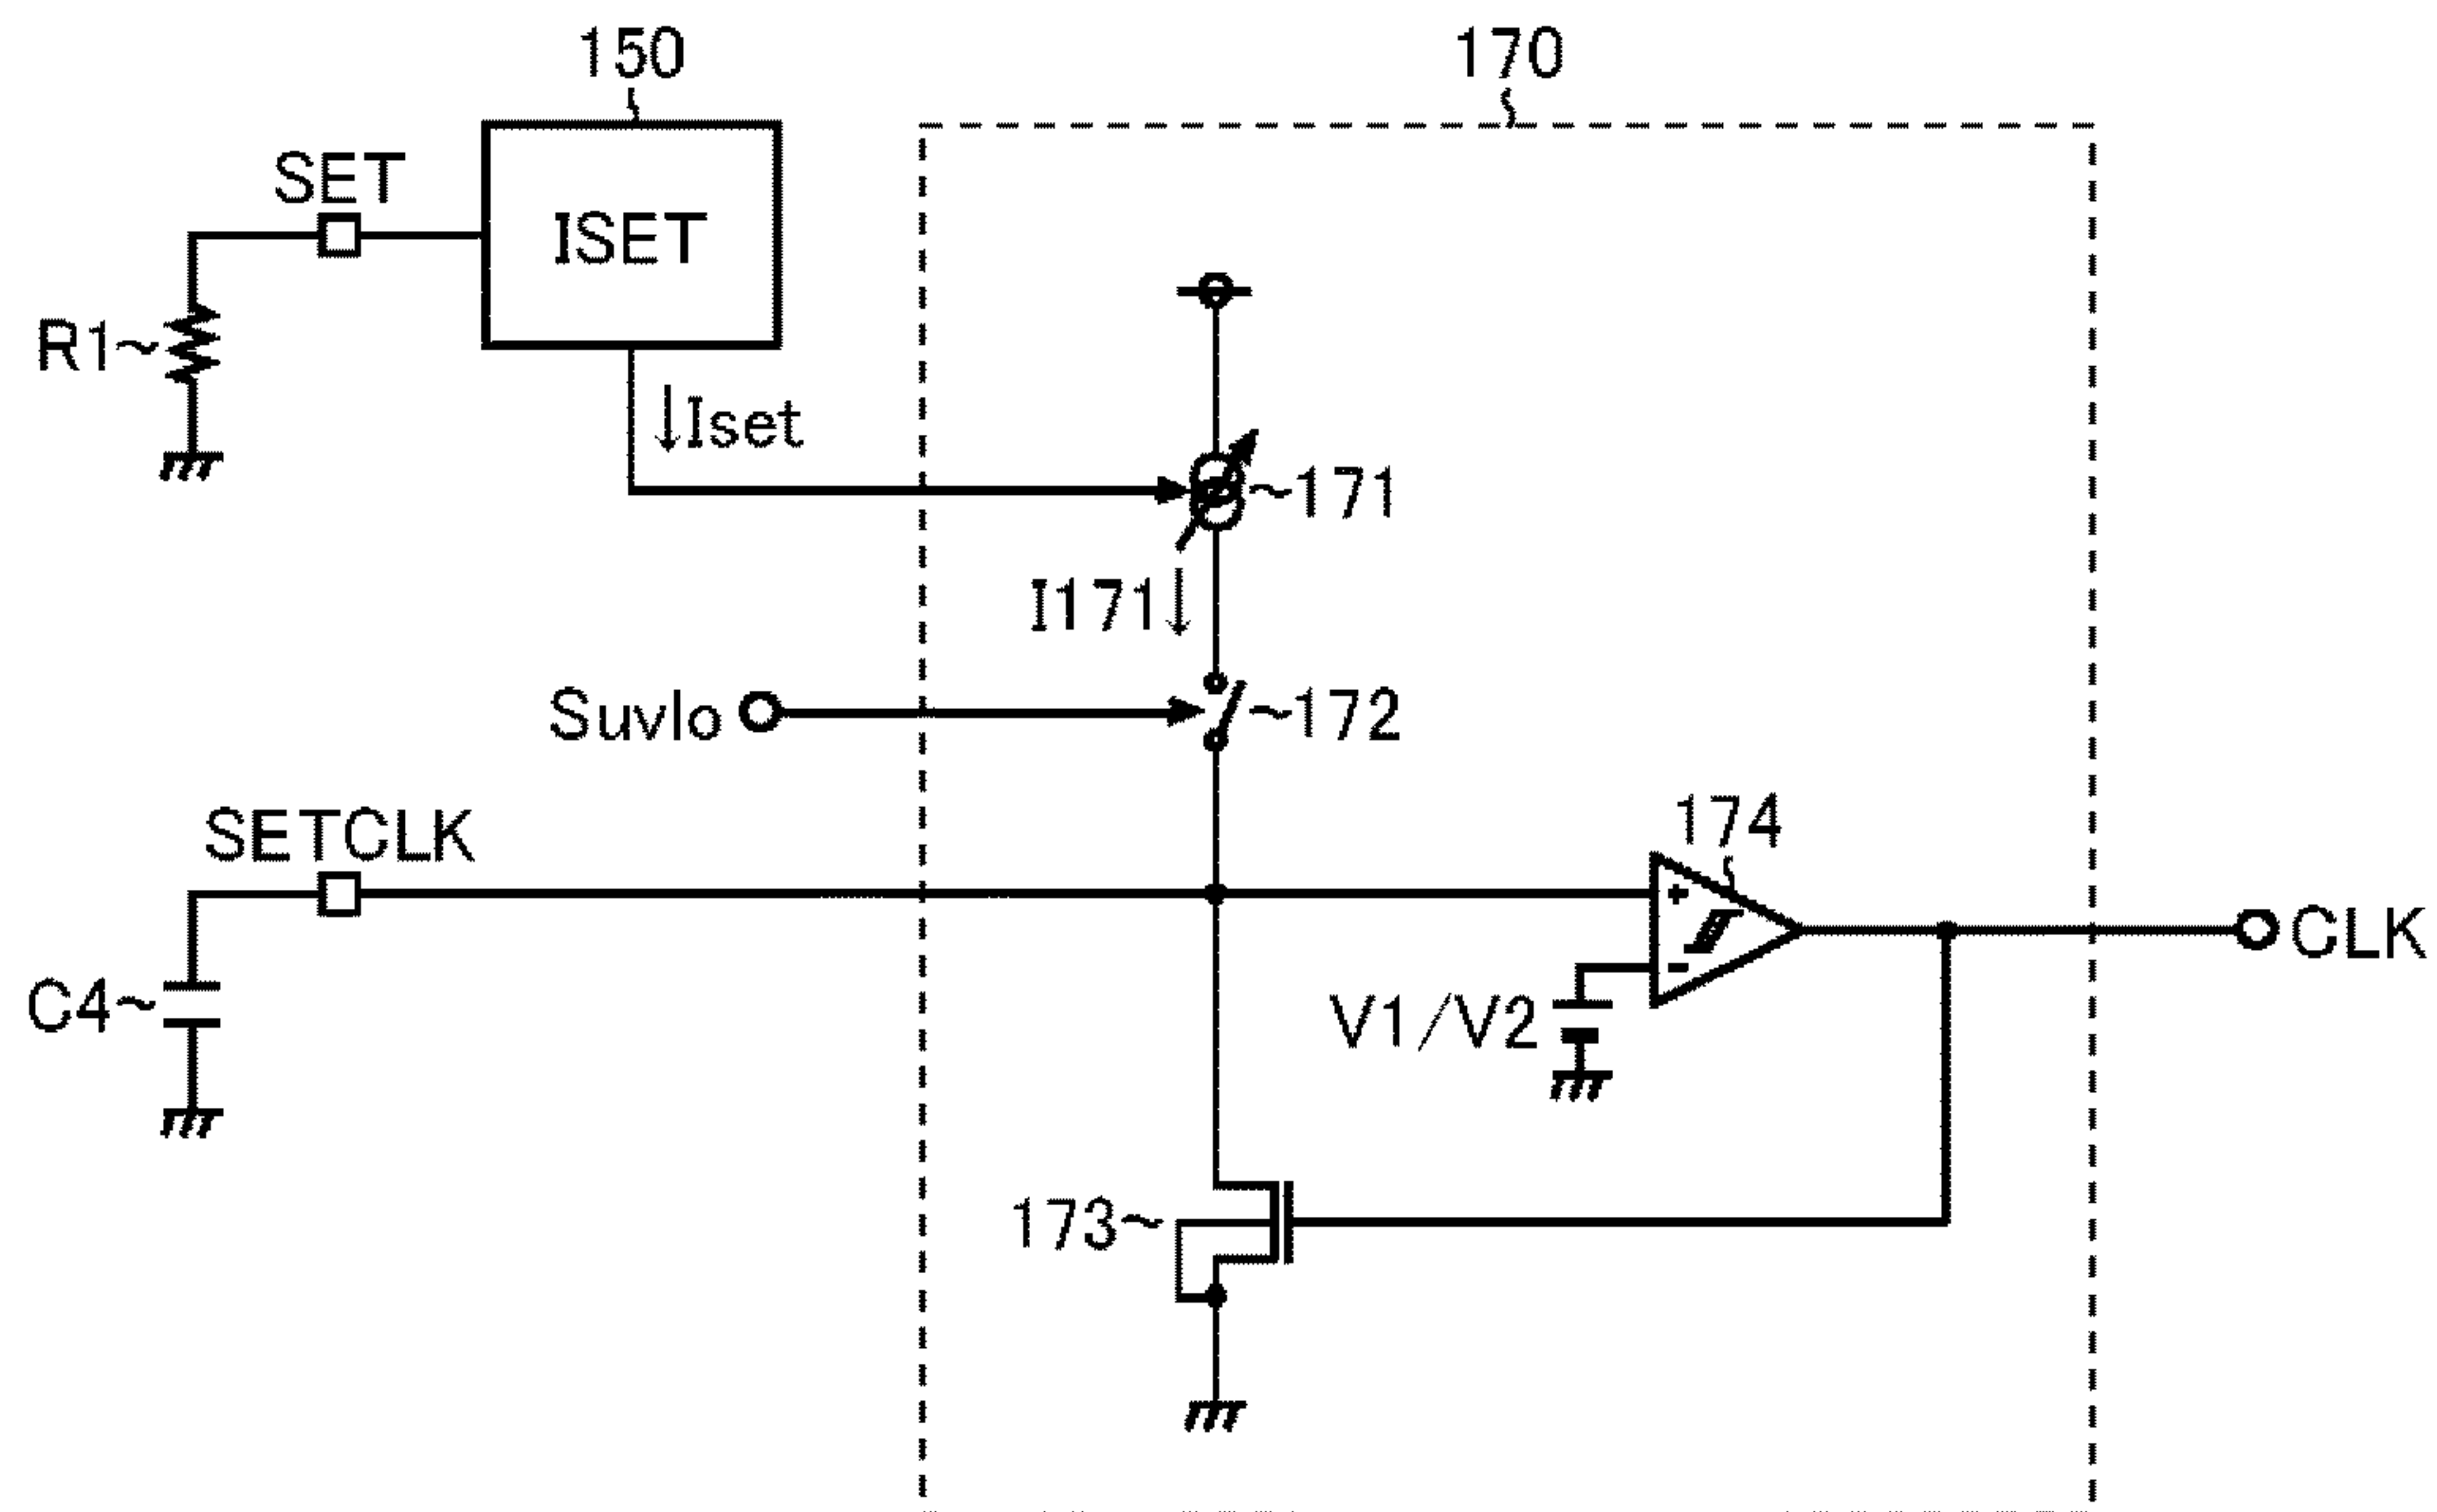 150
170
SET
ISET
R1~
↓Iset
~171
I171↓
Suvlo
~172
SETCLK
174
+
-
CLK
C4~
V1/V2
173~